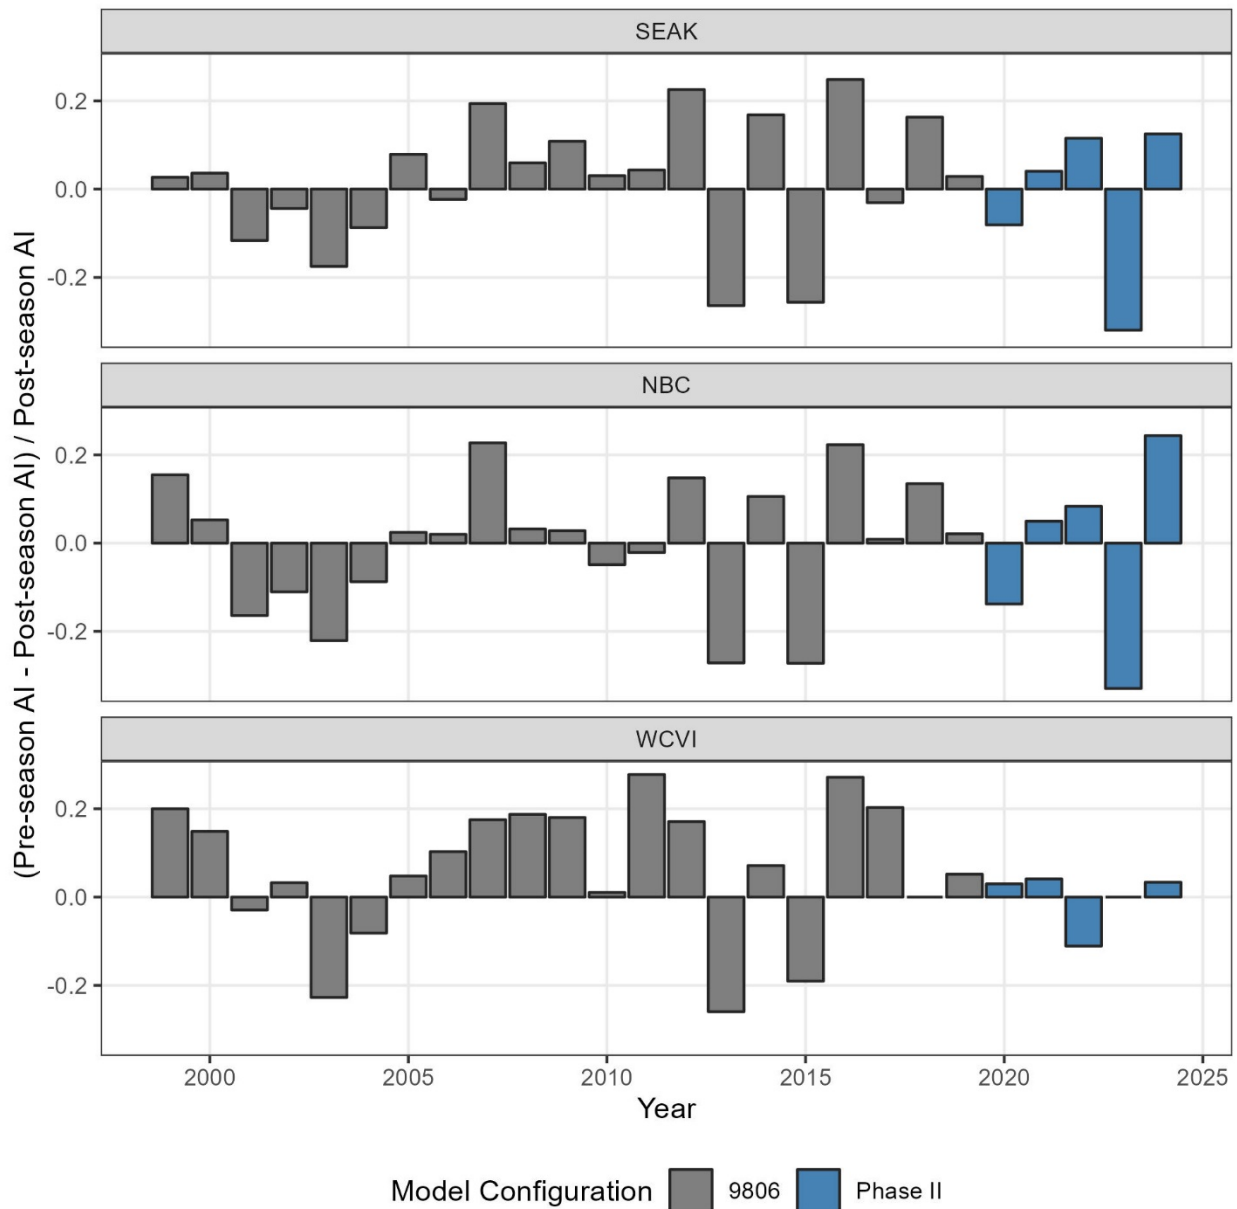 SEAK
0.2
0.0
-0.2
NBC
0.2
0.0
-0.2
WCVI
0.2
0.0
-0.2
(Pre-season AI - Post-season AI) / Post-season AI
2000 2005 2010 2015 2020 2025
Year
Model Configuration 9806 Phase II